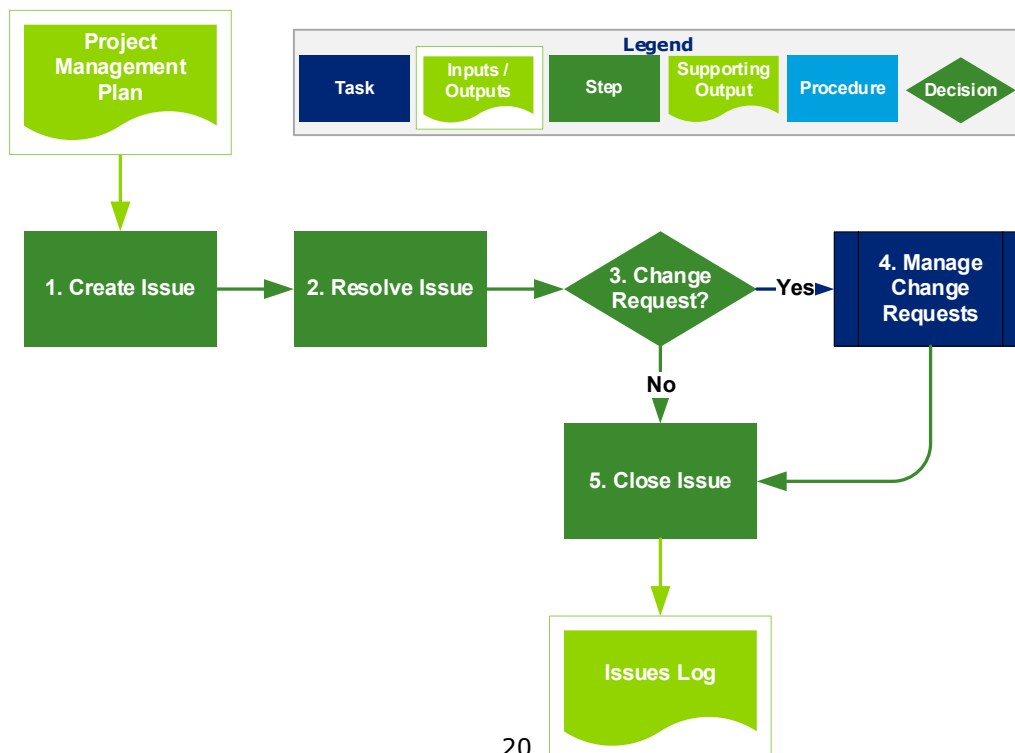 Project
Management
Plan
Legend
Task
Inputs /
Outputs
Step
Supporting
Output
Procedure
Decision
1. Create Issue
2. Resolve Issue
3. Change
Request?
Yes
4. Manage
Change
Requests
No
5. Close Issue
Issues Log
20